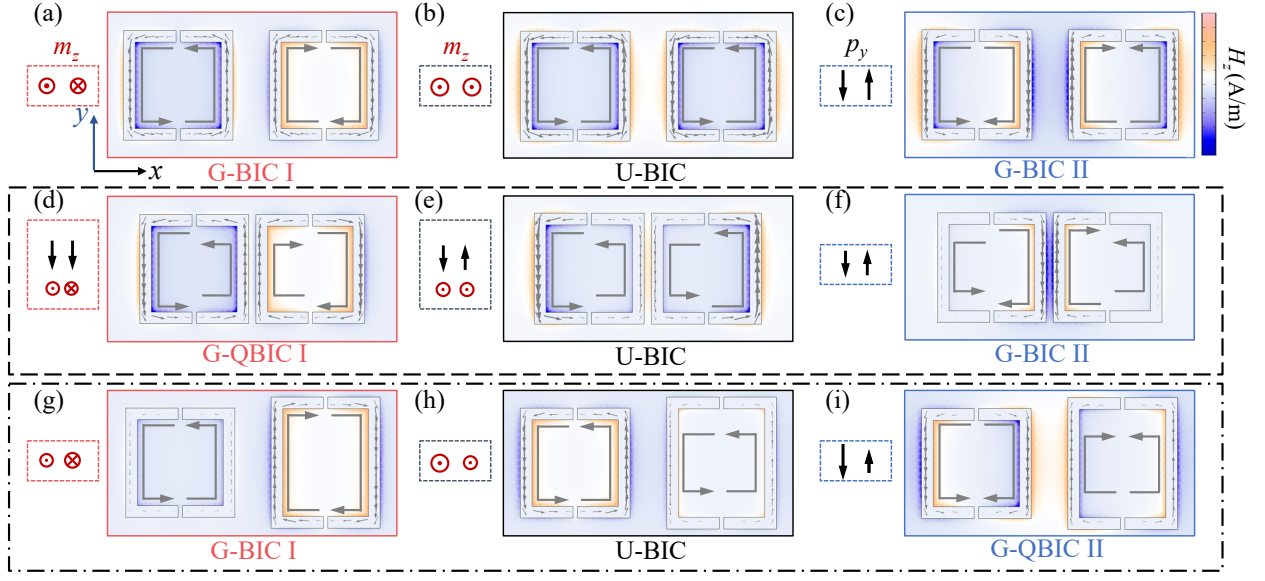 (a) (b) (c)
m_z m_z p_y
H_z (A/m)
y
x
G-BIC I U-BIC G-BIC II
(d) (e) (f)
G-QBIC I U-BIC G-BIC II
(g) (h) (i)
G-BIC I U-BIC G-QBIC II